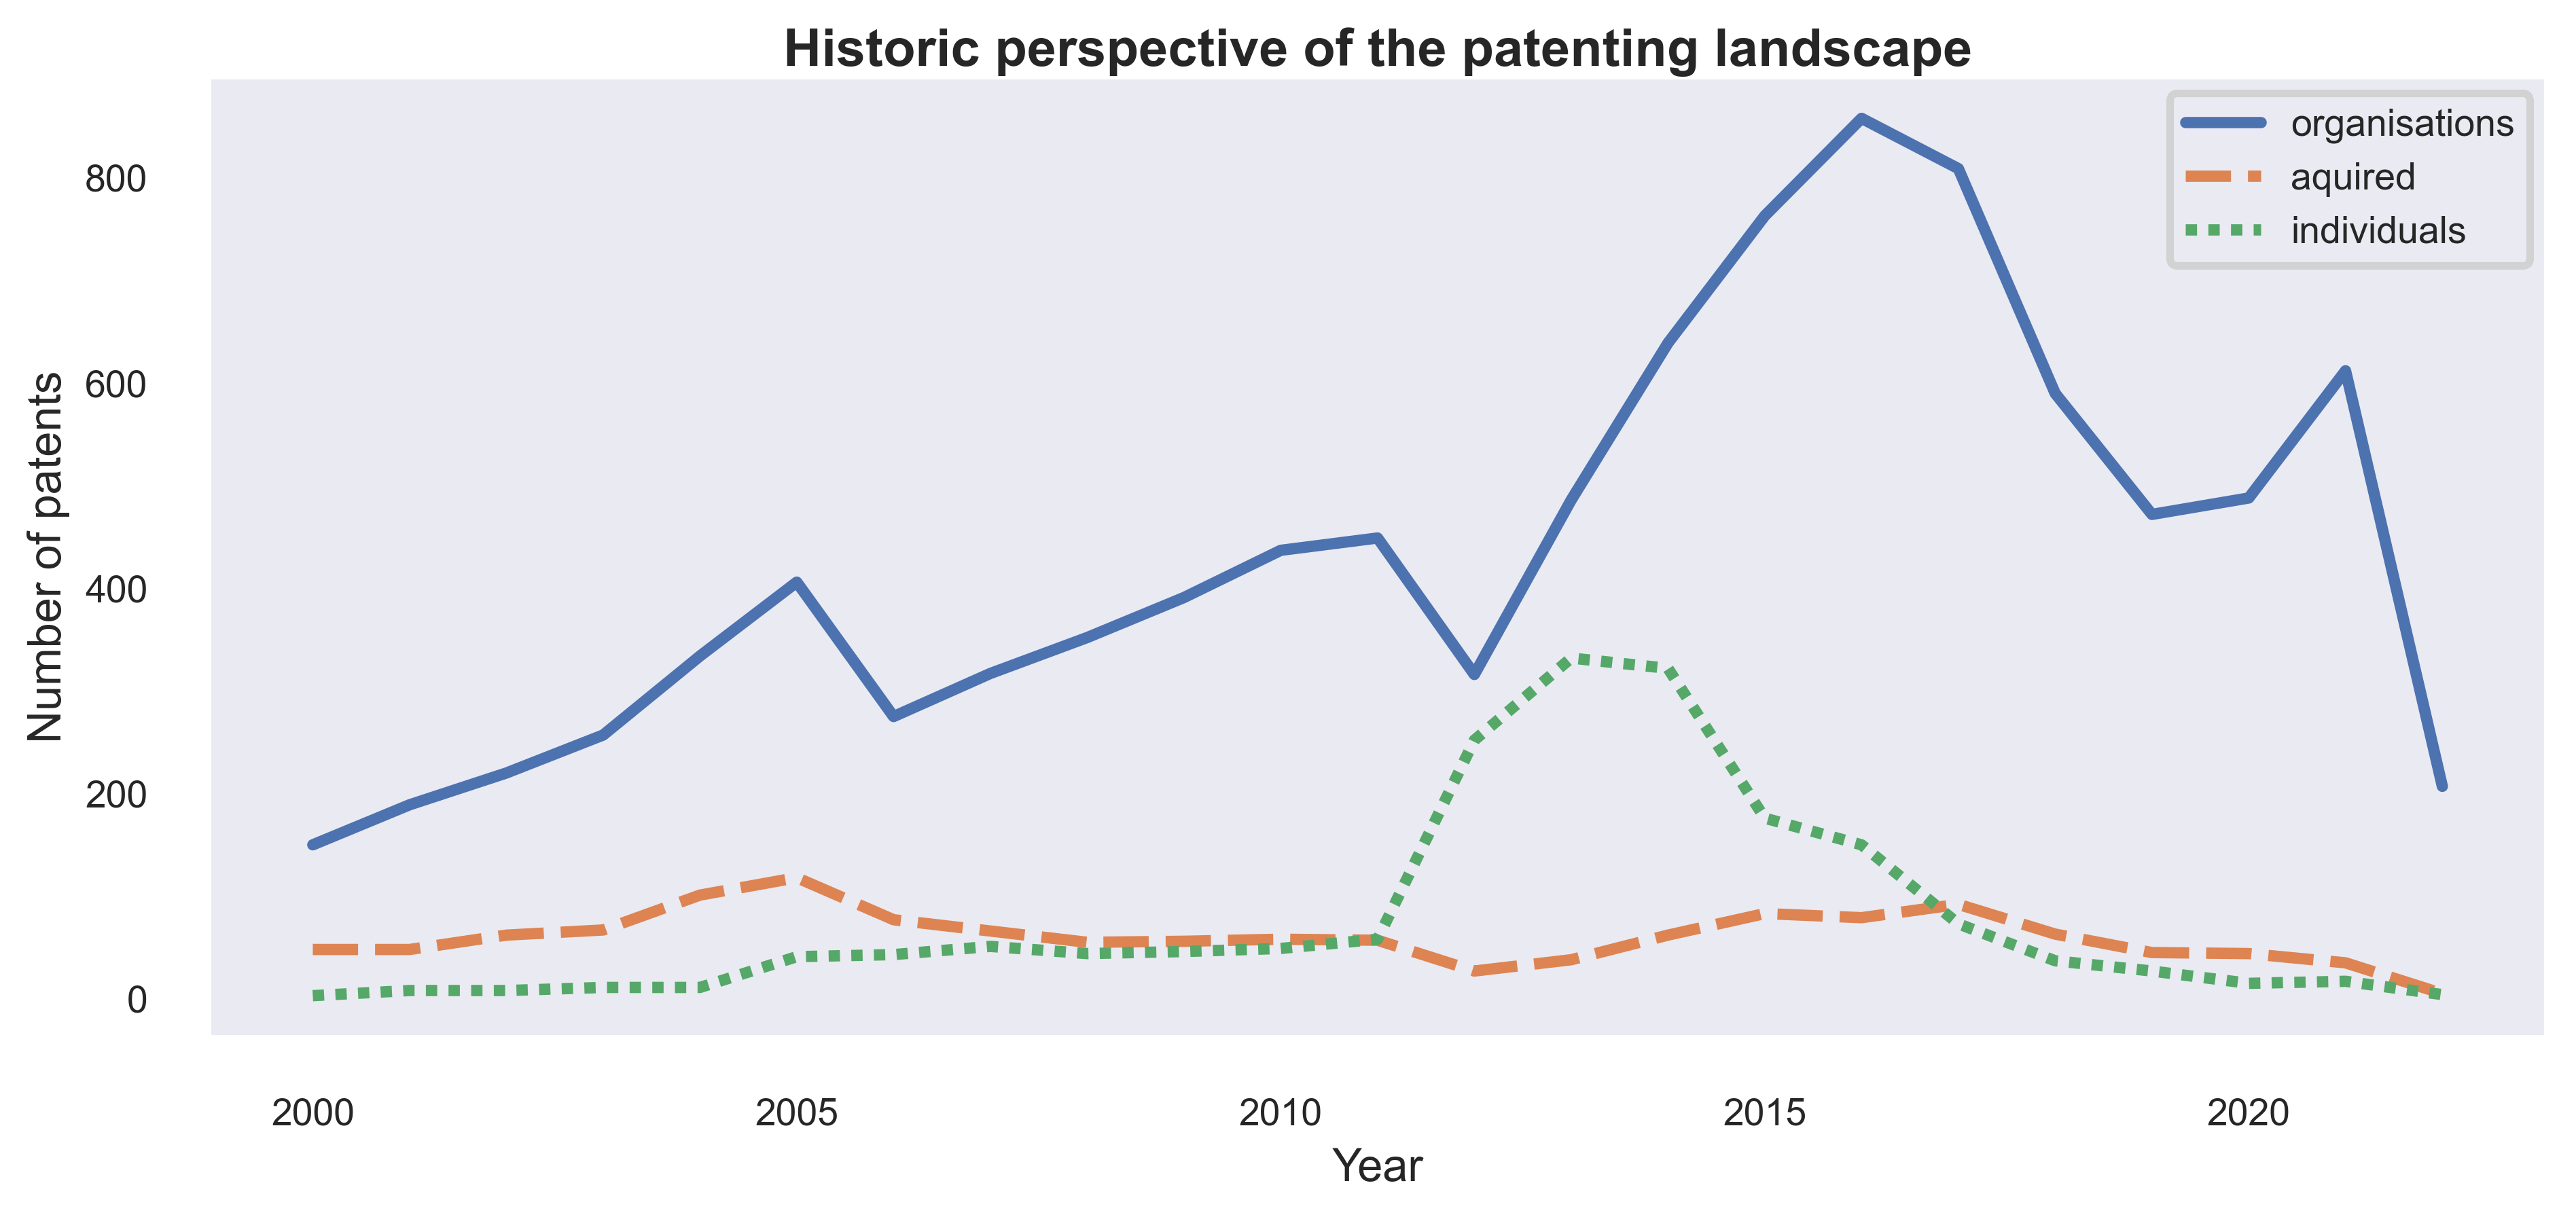 Historic perspective of the patenting landscape
organisations
aquired
individuals
Number of patents
800
600
400
200
0
2000 2005 2010 2015 2020
Year